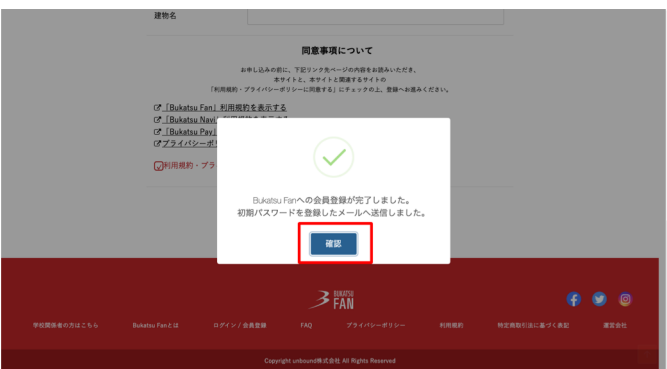 建物名
同意事項について
お申し込みの前に、下記リンク先ページの内容をお読みいただき、
本サイトと、本サイトと関連するサイトの
「利用規約・プライバシーポリシーに同意する」にチェックの上、登録へお進みください。
「Bukatsu Fan」利用規約を表示する
「Bukatsu Navi」利用規約を表示する
「Bukatsu Pay」
プライバシーポ
利用規約・プラ
Bukatsu Fanへの会員登録が完了しました。
初期パスワードを登録したメールへ送信しました。
確認
BUKATSU
FAN
学校関係者の方はこちら Bukatsu Fanとは ログイン / 会員登録 FAQ プライバシーポリシー 利用規約 特定商取引法に基づく表記 運営会社
Copyright unbound株式会社 All Rights Reserved